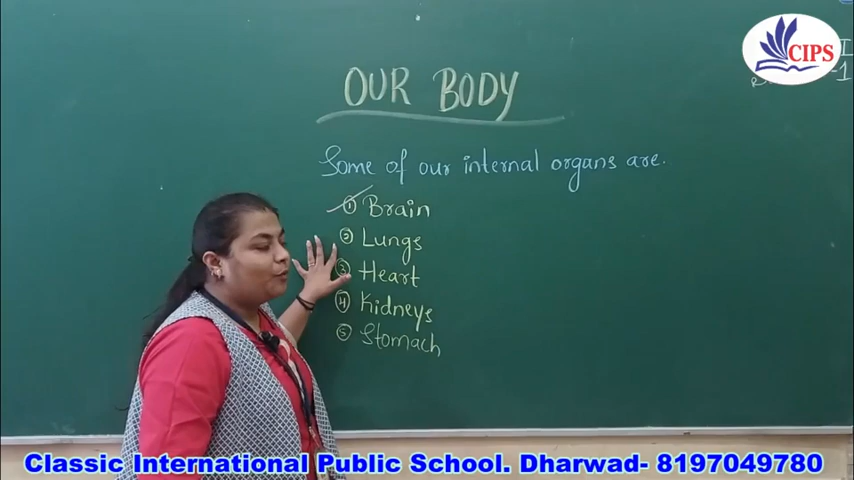 CIPS
OUR BODY
Some of our internal organs are.
① Brain
② Lungs
③ Heart
④ Kidneys
⑤ Stomach
Classic International Public School. Dharwad- 8197049780